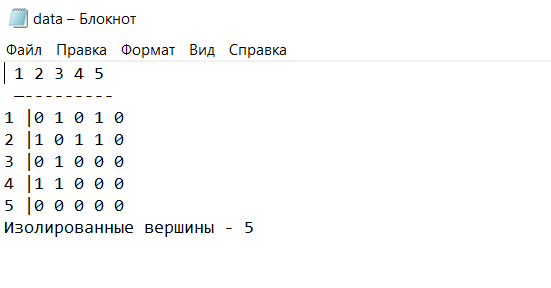 data – Блокнот
Файл Правка Формат Вид Справка
1 2 3 4 5
—---------
1 |0 1 0 1 0
2 |1 0 1 1 0
3 |0 1 0 0 0
4 |1 1 0 0 0
5 |0 0 0 0 0
Изолированные вершины - 5